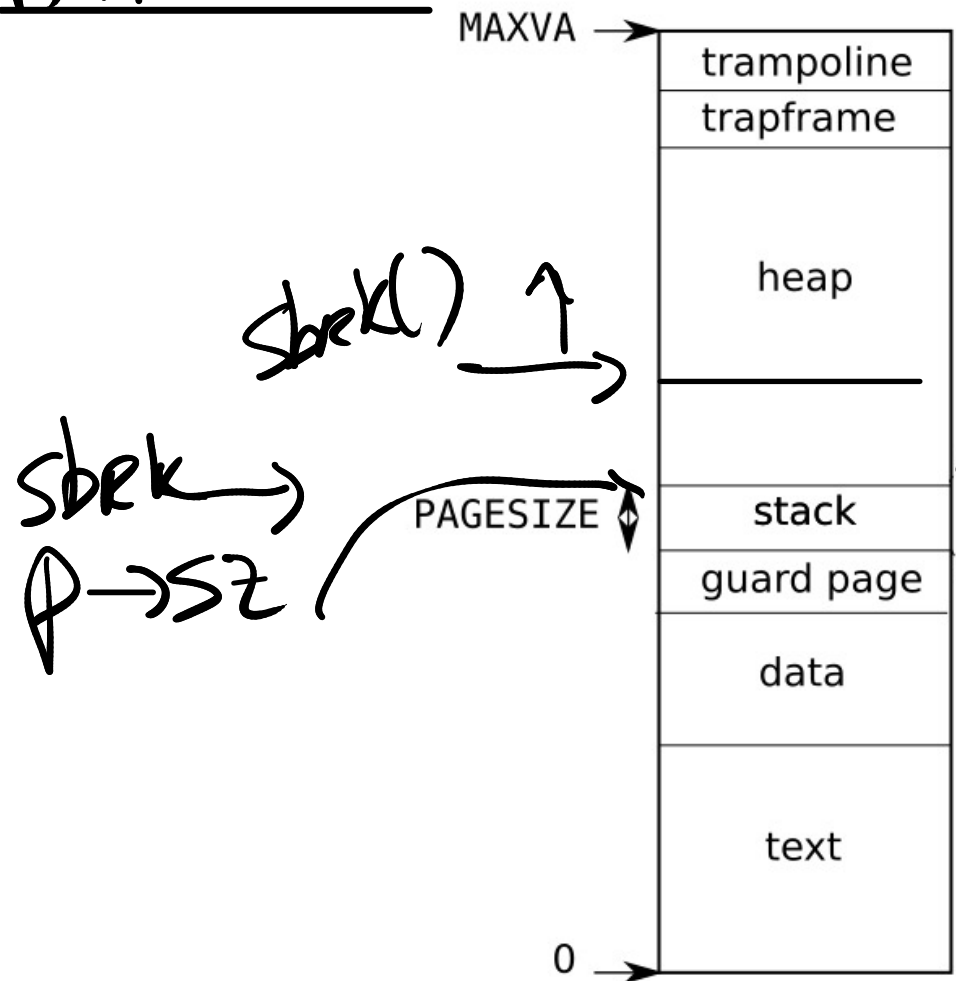 MAXVA
trampoline
trapframe
heap
sbrk() ↑
sbrk
PAGESIZE
stack
p→sz
guard page
data
text
0